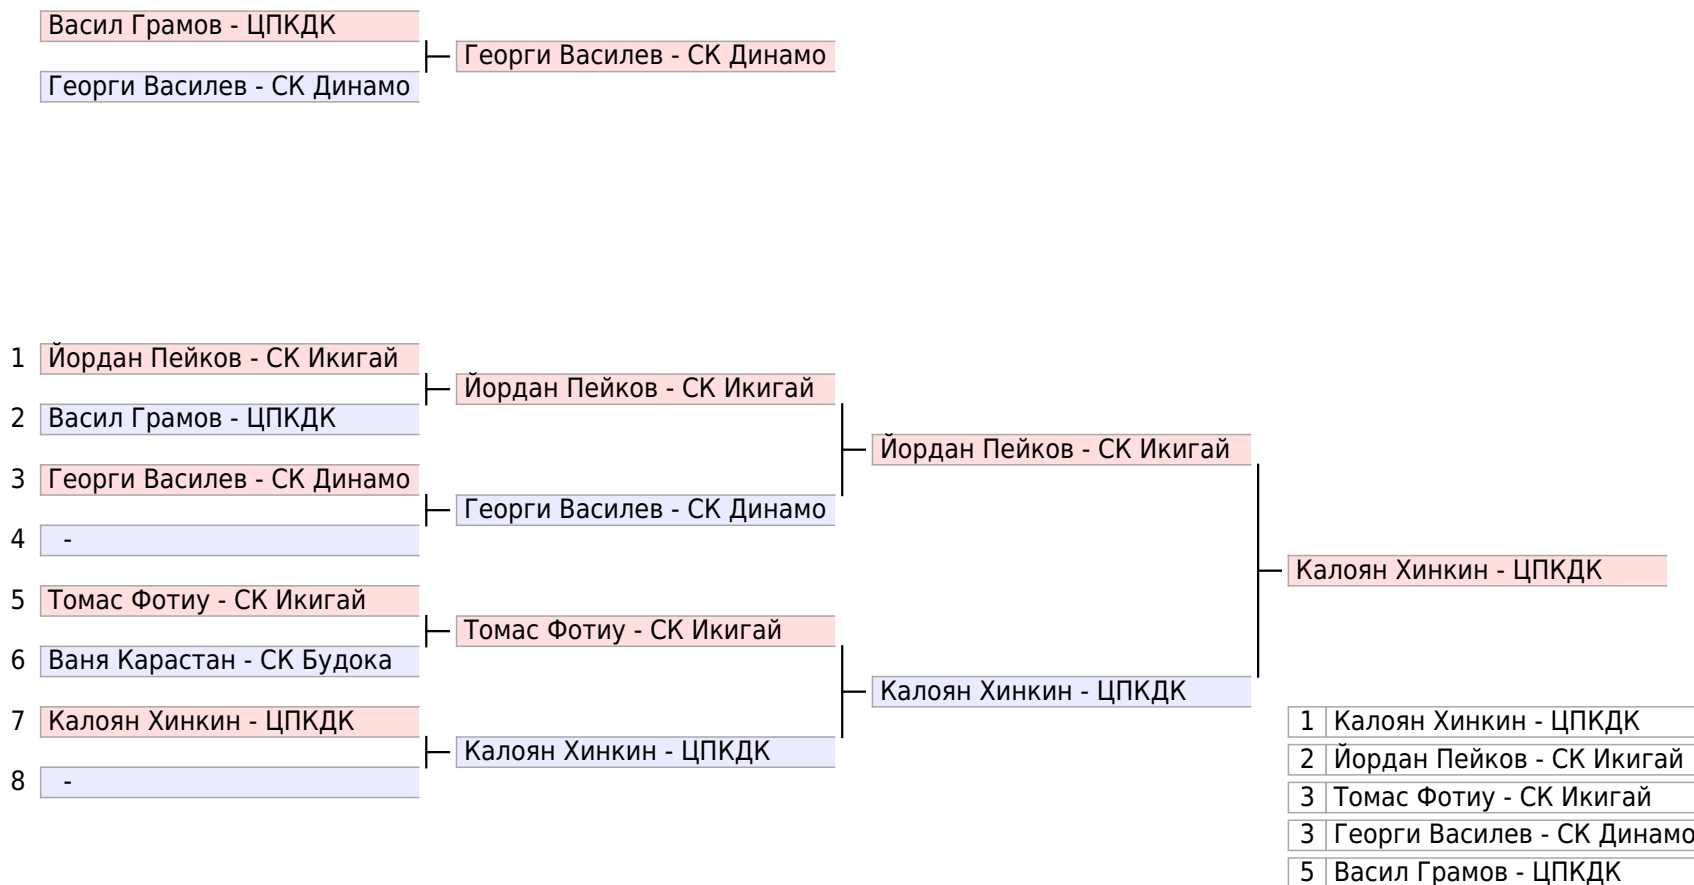 Васил Грамов - ЦПКДК
Георги Василев - СК Динамо
Георги Василев - СК Динамо
1 Йордан Пейков - СК Икигай
Йордан Пейков - СК Икигай
2 Васил Грамов - ЦПКДК
Йордан Пейков - СК Икигай
3 Георги Василев - СК Динамо
Георги Василев - СК Динамо
4 -
Калоян Хинкин - ЦПКДК
5 Томас Фотиу - СК Икигай
Томас Фотиу - СК Икигай
6 Ваня Карастан - СК Будока
Калоян Хинкин - ЦПКДК
7 Калоян Хинкин - ЦПКДК
Калоян Хинкин - ЦПКДК
8 -
1 Калоян Хинкин - ЦПКДК
2 Йордан Пейков - СК Икигай
3 Томас Фотиу - СК Икигай
3 Георги Василев - СК Динамо
5 Васил Грамов - ЦПКДК